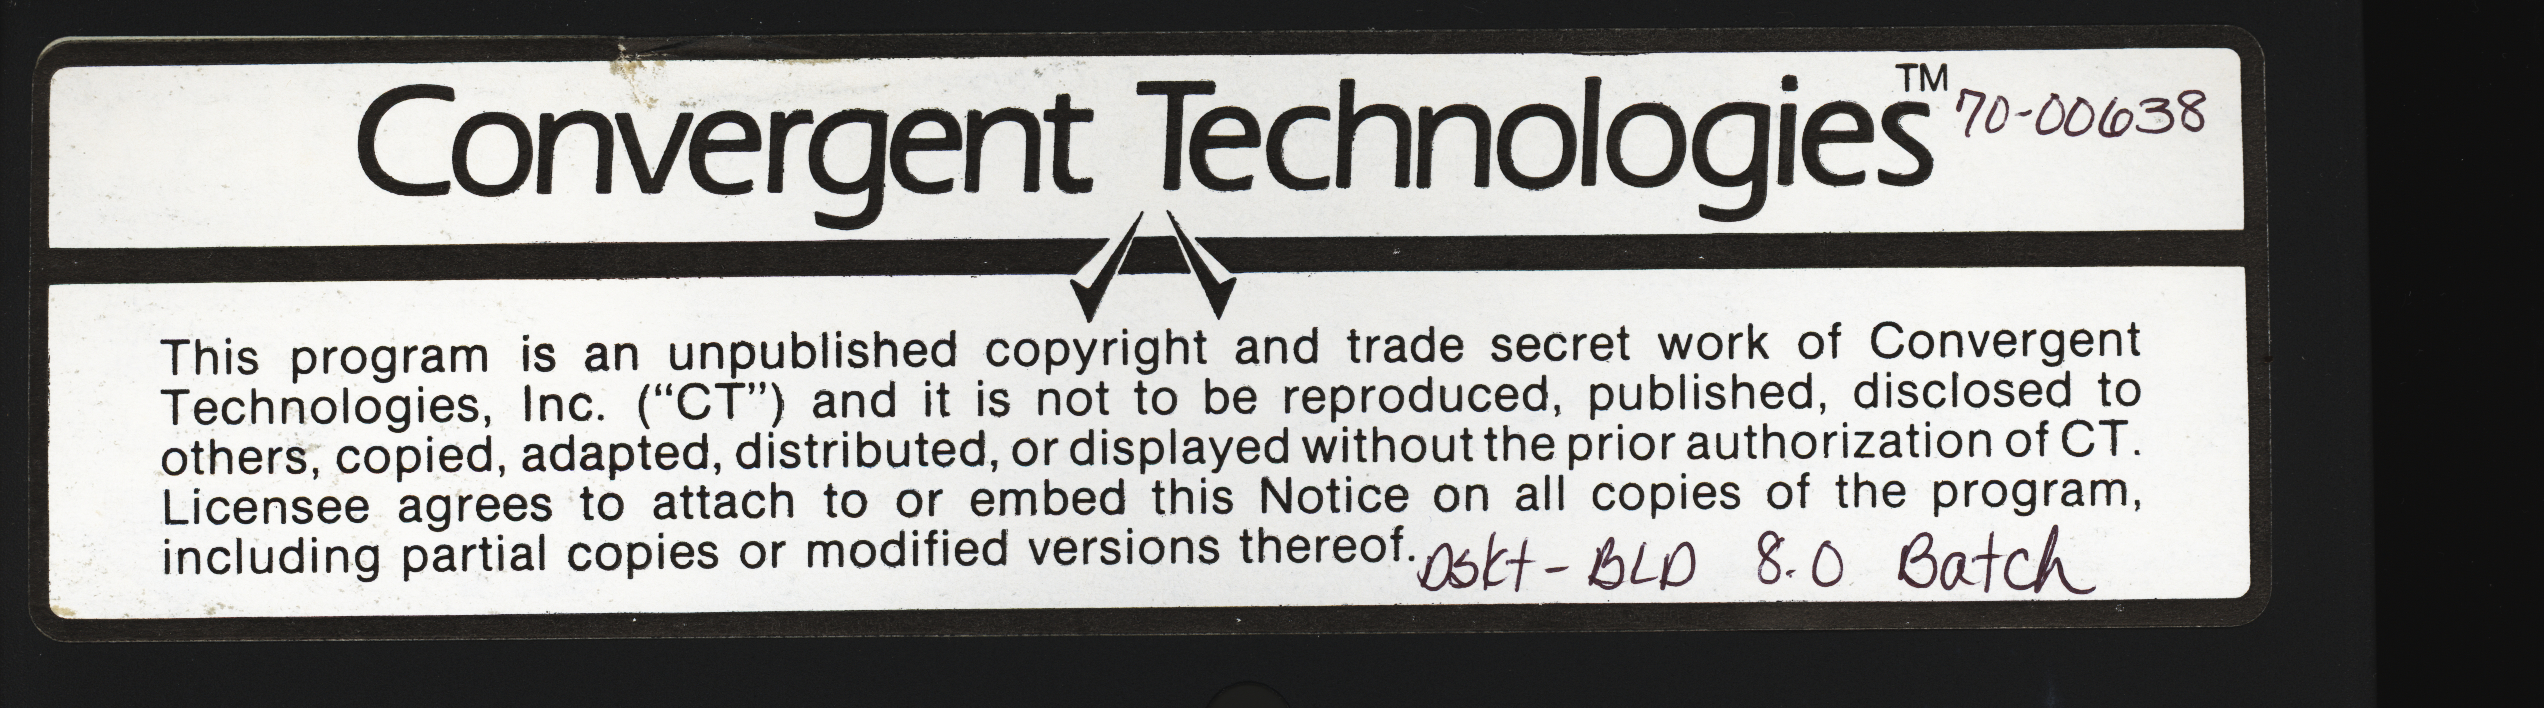 Convergent Technologies™ 70-00638
This program is an unpublished copyright and trade secret work of Convergent
Technologies, Inc. (“CT”) and it is not to be reproduced, published, disclosed to
others, copied, adapted, distributed, or displayed without the prior authorization of CT.
Licensee agrees to attach to or embed this Notice on all copies of the program,
including partial copies or modified versions thereof. Dskt-BLD 8.0 Batch